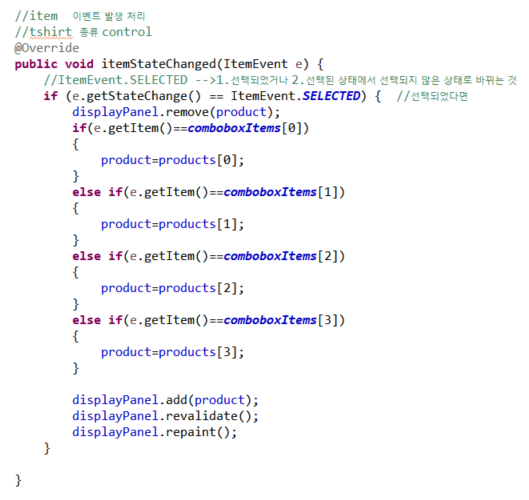 //item  이벤트 발생 처리
//tshirt 종류 control
@Override
public void itemStateChanged(ItemEvent e) {
    //ItemEvent.SELECTED -->1.선택되었거나 2.선택된 상태에서 선택되지 않은 상태로 바뀌는 것
    if (e.getStateChange() == ItemEvent.SELECTED) {  //선택되었다면
        displayPanel.remove(product);
        if(e.getItem()==comboboxItems[0])
        {
            product=products[0];
        }
        else if(e.getItem()==comboboxItems[1])
        {
            product=products[1];
        }
        else if(e.getItem()==comboboxItems[2])
        {
            product=products[2];
        }
        else if(e.getItem()==comboboxItems[3])
        {
            product=products[3];
        }
        displayPanel.add(product);
        displayPanel.revalidate();
        displayPanel.repaint();
    }
}